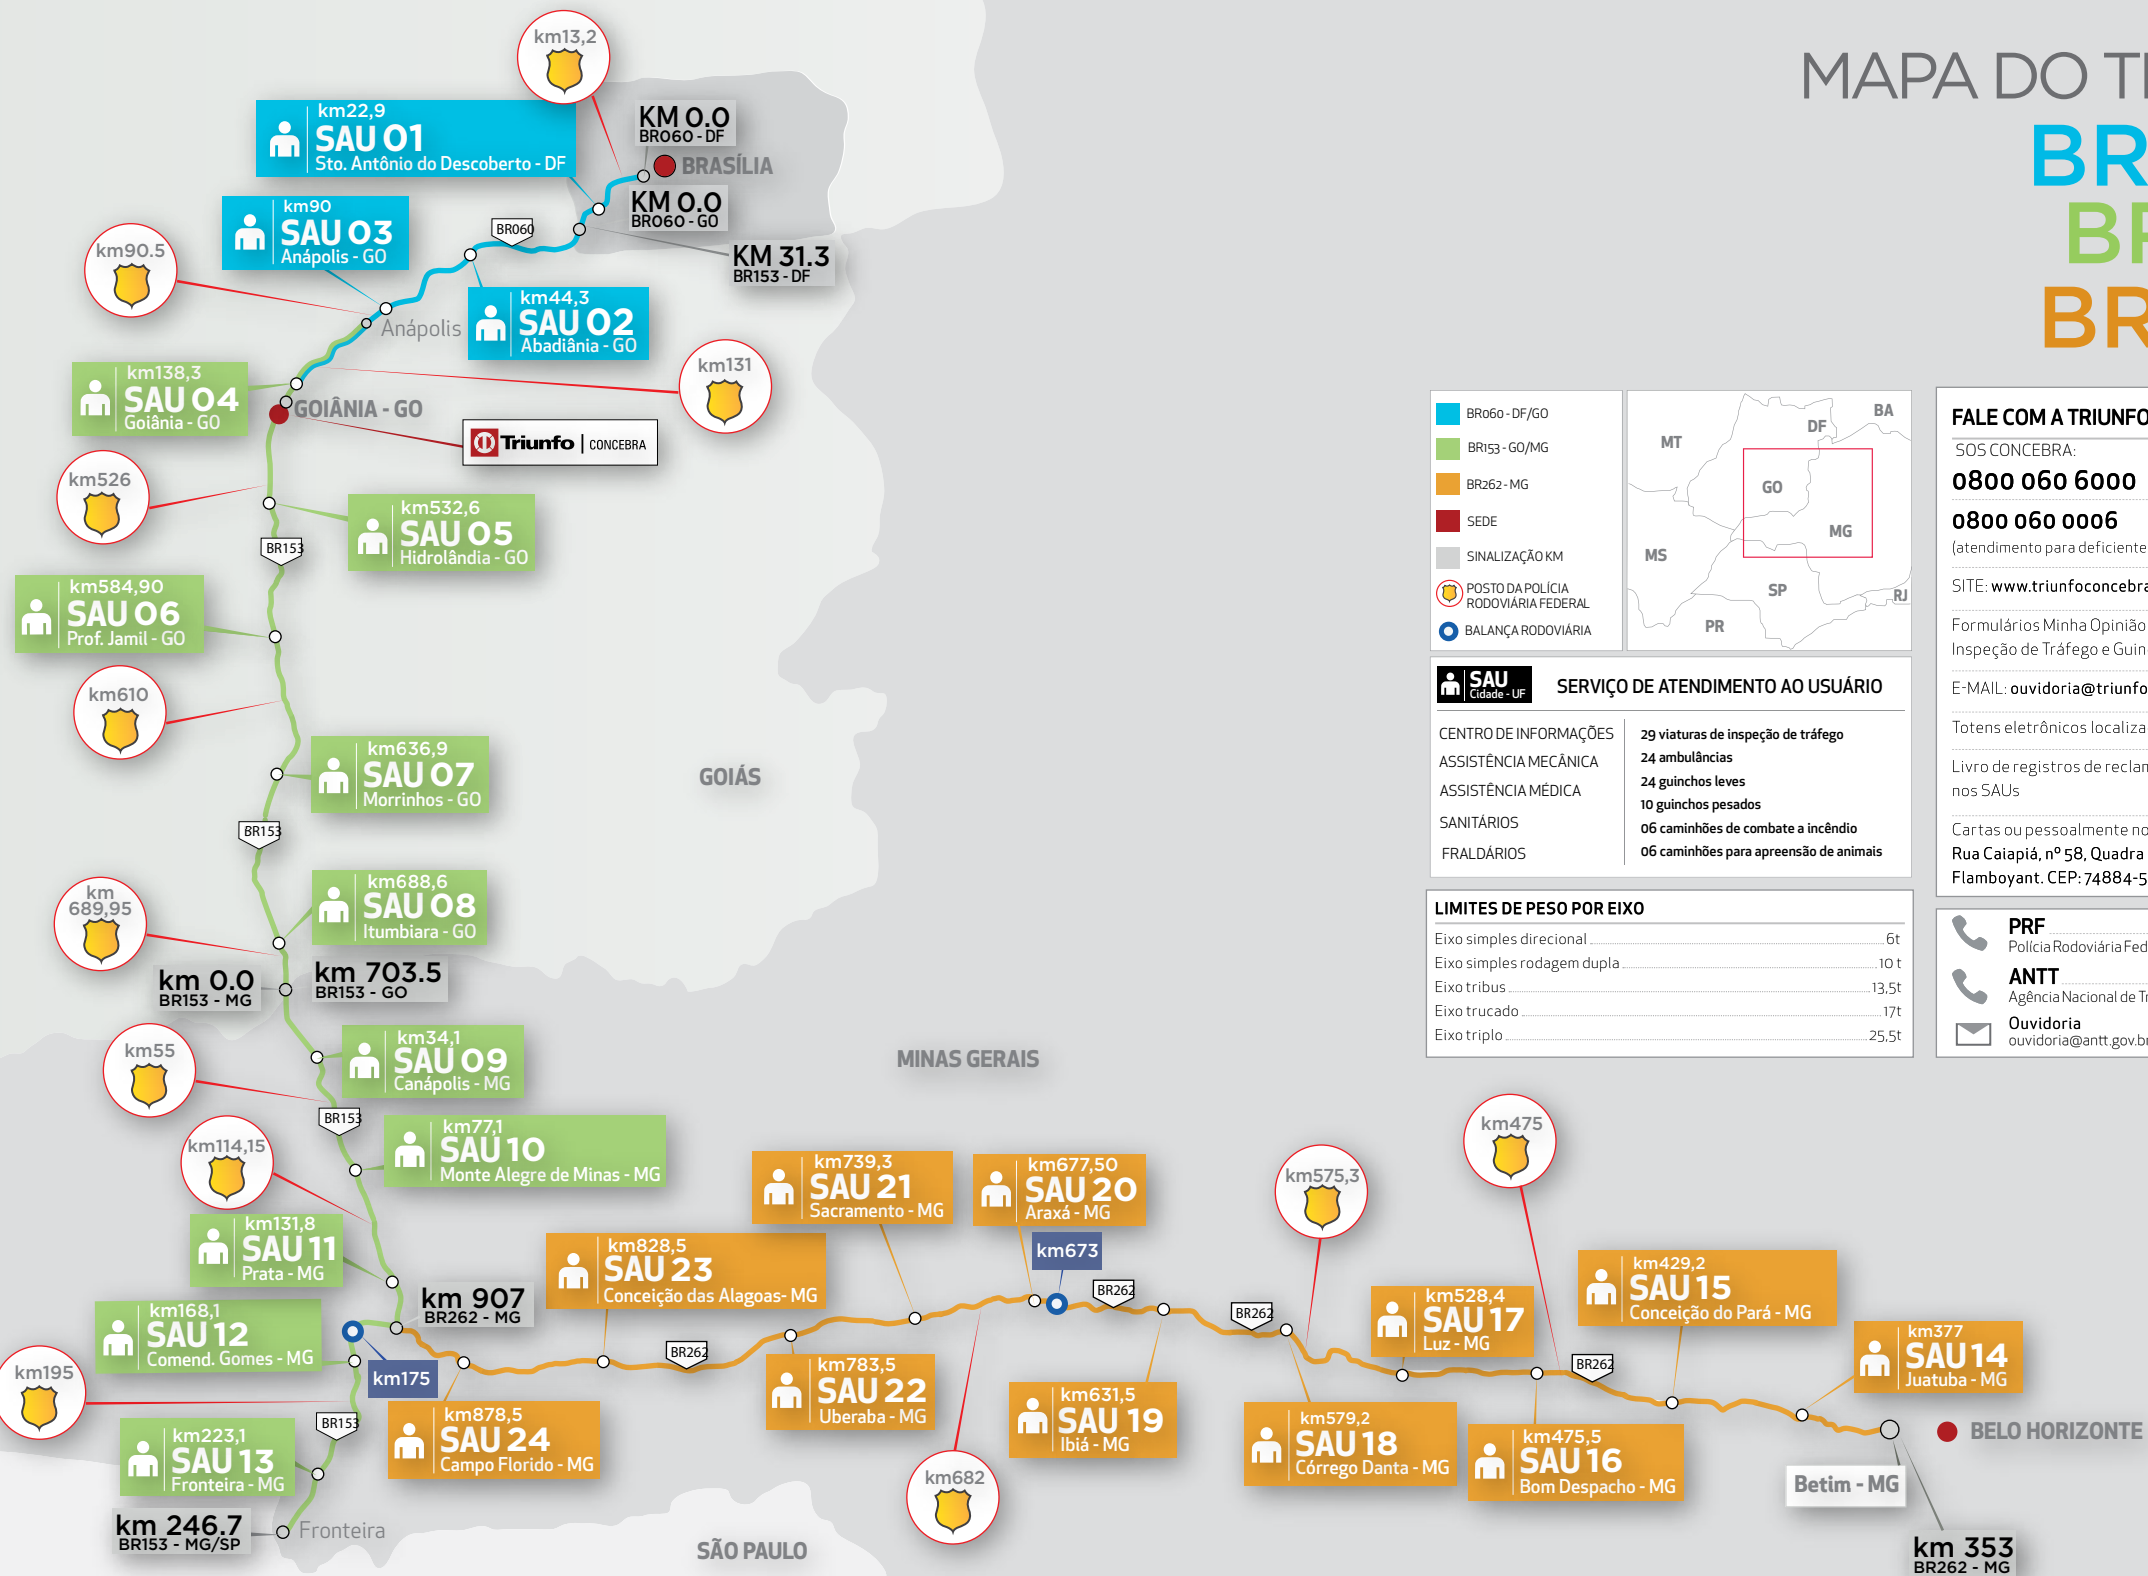 MAPA DO
BR
BR
km13,2
km22,9
SAU 01
Sto. Antônio do Descoberto - DF
KM 0.0
BR060 - DF
BRASÍLIA
KM 0.0
BR060 - GO
KM 31.3
BR153 - DF
km90
SAU 03
Anápolis - GO
BR060
km90.5
km44,3
SAU 02
Abadiânia - GO
Anápolis
km138,3
SAU 04
Goiânia - GO
km131
GOIÂNIA - GO
Triunfo | CONCEBRA
km526
km532,6
SAU 05
Hidrolândia - GO
BR153
km584,90
SAU 06
Prof. Jamil - GO
km610
km636,9
SAU 07
Morrinhos - GO
GOIÁS
BR153
km688,6
SAU 08
Itumbiara - GO
km
689,95
km 0.0
BR153 - MG
km 703.5
BR153 - GO
km34,1
SAU 09
Canápolis - MG
km55
MINAS GERAIS
BR153
km77,1
SAU 10
Monte Alegre de Minas - MG
km114,15
km131,8
SAU 11
Prata - MG
km 907
BR262 - MG
km168,1
SAU 12
Comend. Gomes - MG
km175
km195
BR153
km223,1
SAU 13
Fronteira - MG
km 246.7
BR153 - MG/SP
Fronteira
km878,5
SAU 24
Campo Florido - MG
km828,5
SAU 23
Conceição das Alagoas- MG
BR262
km739,3
SAU 21
Sacramento - MG
km783,5
SAU 22
Uberaba - MG
km677,50
SAU 20
Araxá - MG
km673
BR262
km682
km631,5
SAU 19
Ibiá - MG
BR262
km575,3
km579,2
SAU 18
Córrego Danta - MG
km528,4
SAU 17
Luz - MG
km475
km475,5
SAU 16
Bom Despacho - MG
BR262
km429,2
SAU 15
Conceição do Pará - MG
km377
SAU 14
Juatuba - MG
BELO HORIZONTE
Betim - MG
km 353
BR262 - MG
SÃO PAULO
BR060 - DF/GO
BR153 - GO/MG
BR262 - MG
SEDE
SINALIZAÇÃO KM
POSTO DA POLÍCIA
RODOVIÁRIA FEDERAL
BALANÇA RODOVIÁRIA
BA
DF
MT
GO
MG
MS
SP
RJ
PR
SAU
Cidade - UF
SERVIÇO DE ATENDIMENTO AO USUÁRIO
CENTRO DE INFORMAÇÕES
ASSISTÊNCIA MECÂNICA
ASSISTÊNCIA MÉDICA
SANITÁRIOS
FRALDÁRIOS
29 viaturas de inspeção de tráfego
24 ambulâncias
24 guinchos leves
10 guinchos pesados
06 caminhões de combate a incêndio
06 caminhões para apreensão de animais
LIMITES DE PESO POR EIXO
Eixo simples direcional 6t
Eixo simples rodagem dupla 10 t
Eixo tribus 13,5t
Eixo trucado 17t
Eixo triplo 25,5t
FALE COM A TRIUNFO
SOS CONCEBRA:
0800 060 6000
0800 060 0006
(atendimento para deficiente
SITE: www.triunfoconcebra
Formulários Minha Opinião
Inspeção de Tráfego e Guin
E-MAIL: ouvidoria@triunfo
Totens eletrônicos localiza
Livro de registros de reclam
nos SAUs
Cartas ou pessoalmente no
Rua Caiapiá, nº 58, Quadra
Flamboyant. CEP: 74884-5
PRF
Polícia Rodoviária Fed
ANTT
Agência Nacional de Tr
Ouvidoria
ouvidoria@antt.gov.br